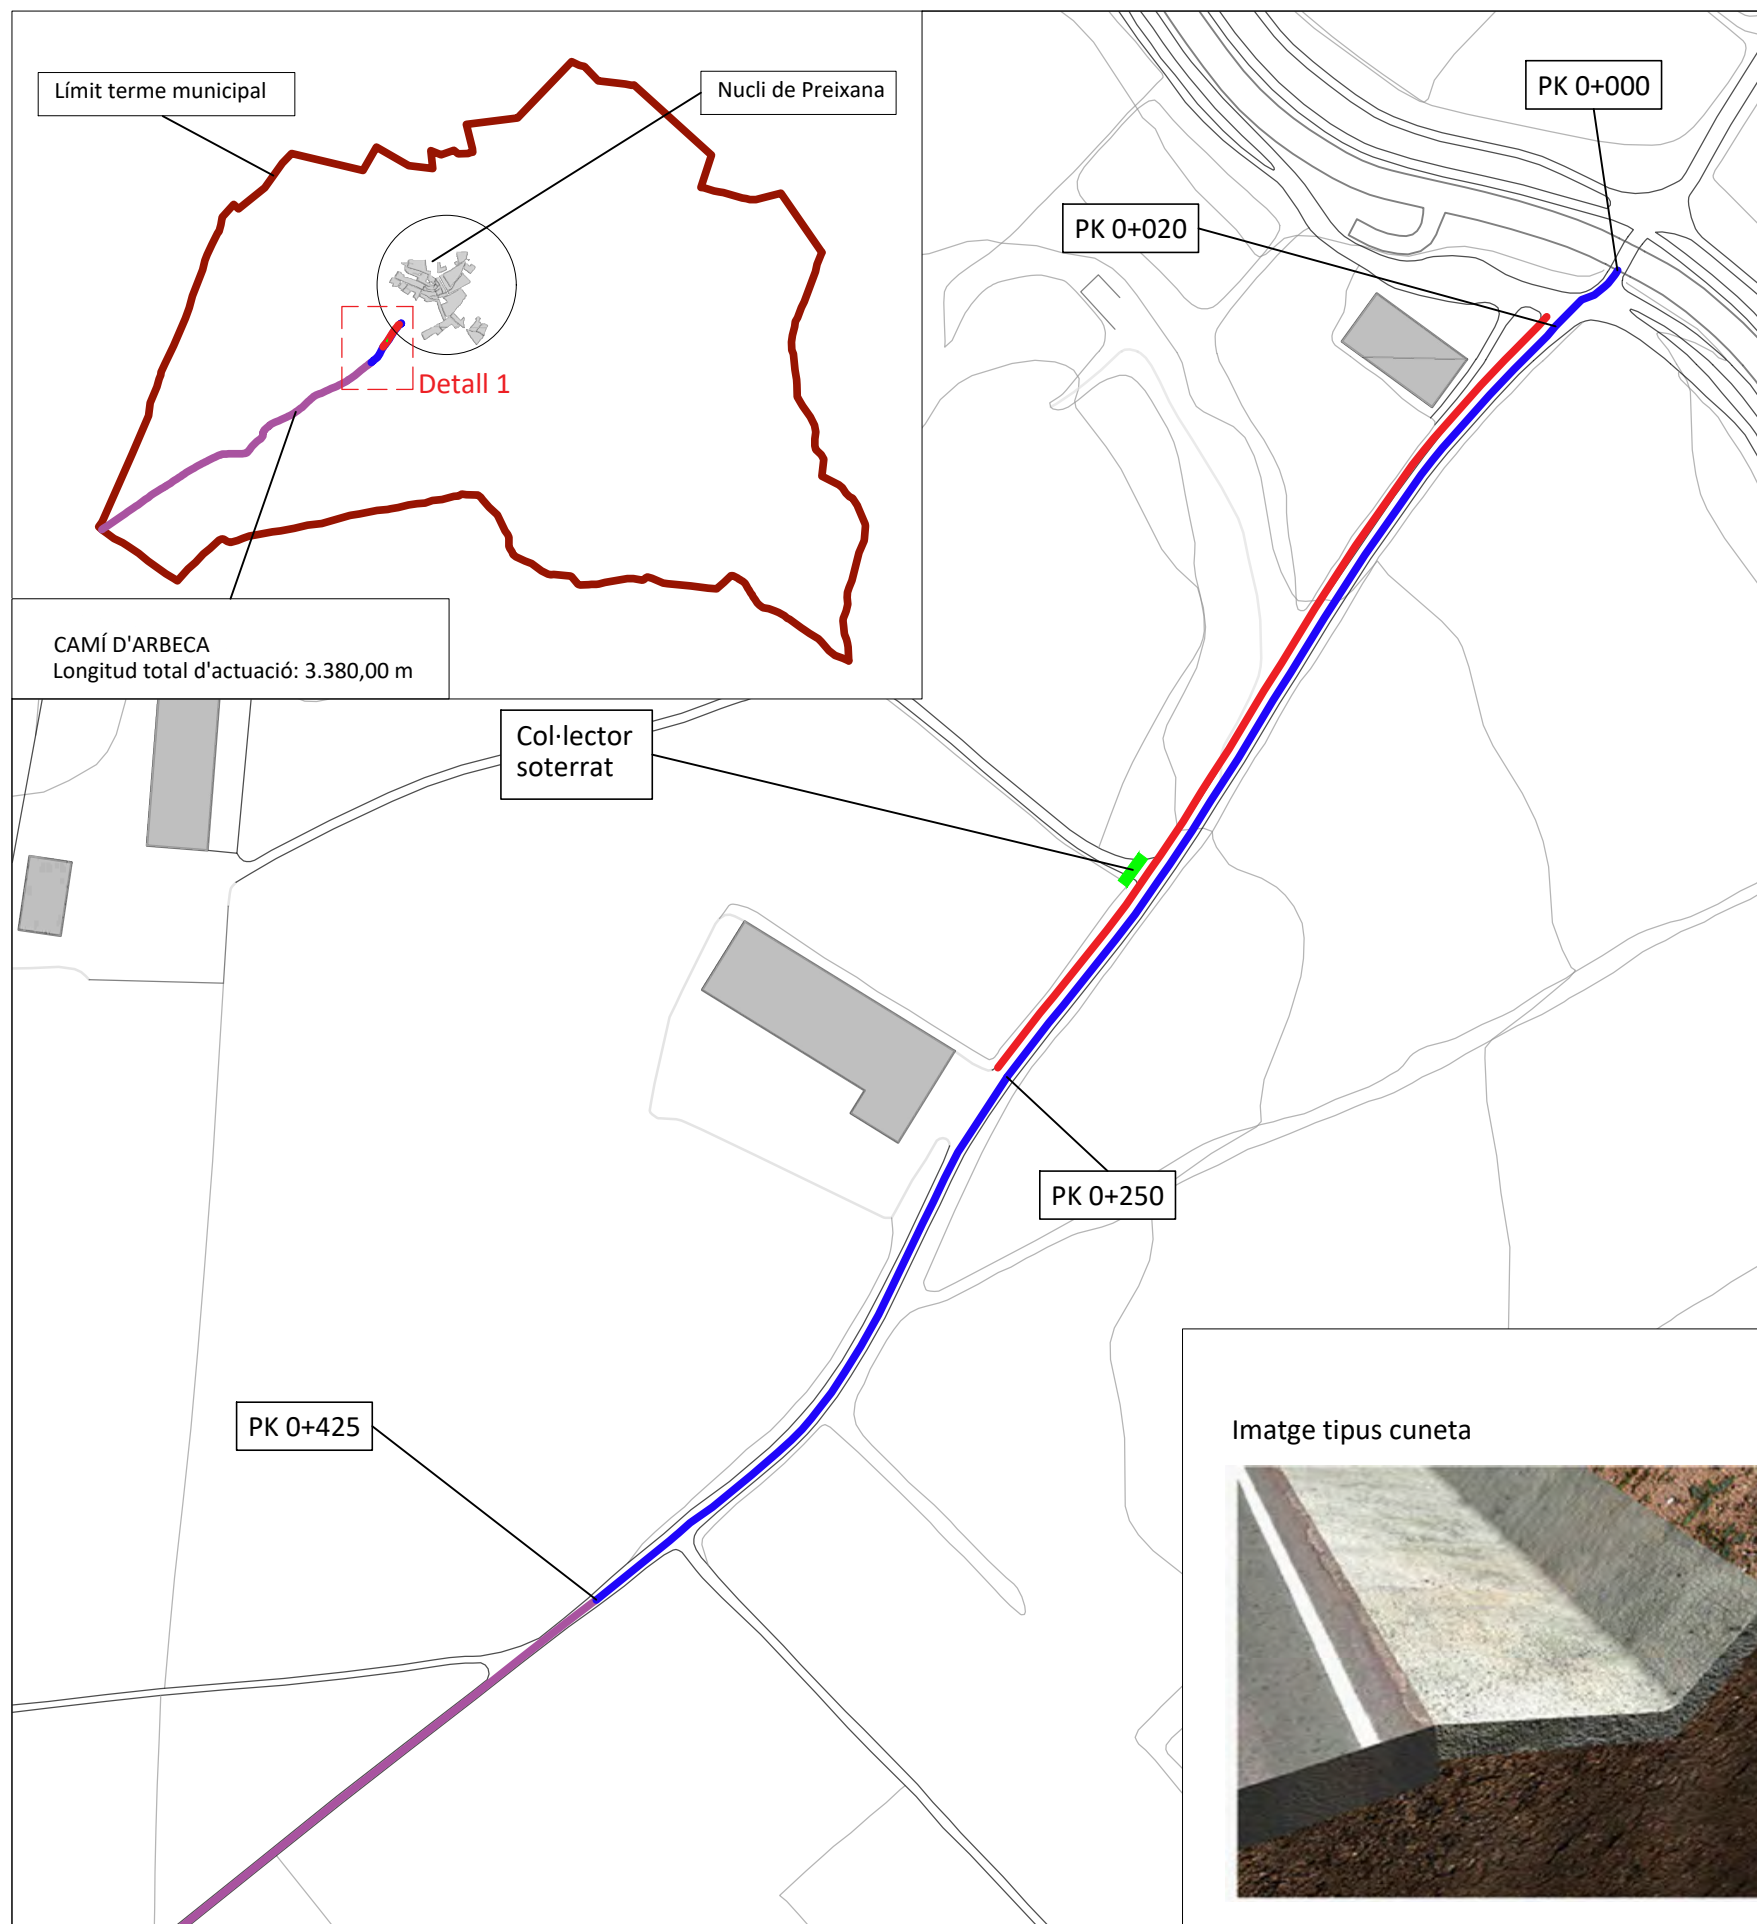 Límit terme municipal
Nucli de Preixana
PK 0+000
PK 0+020
Detall 1
CAMÍ D'ARBECA
Longitud total d'actuació: 3.380,00 m
Col·lector
soterrat
PK 0+250
PK 0+425
Imatge tipus cuneta